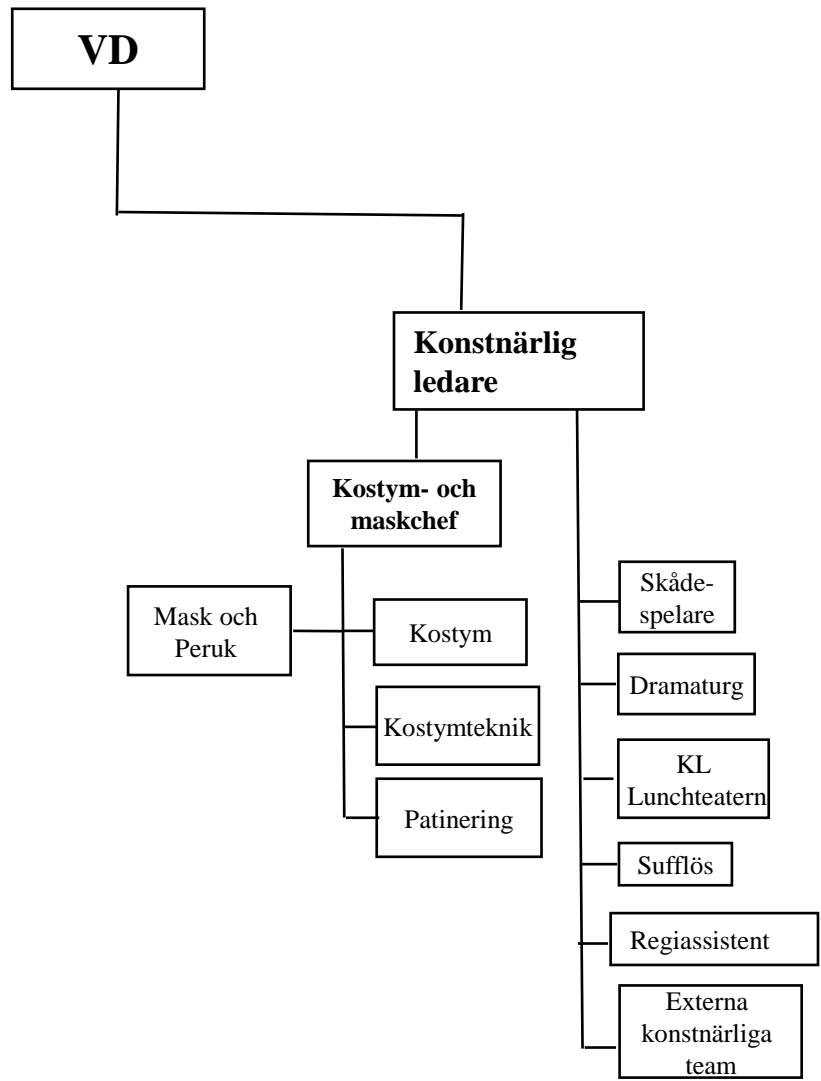 VD
Konstnärlig
ledare
Kostym- och
maskchef
Mask och
Peruk
Kostym
Kostymteknik
Patinering
Skåde-
spelare
Dramaturg
KL
Lunchteatern
Sufflös
Regiassistent
Externa
konstnärliga
team